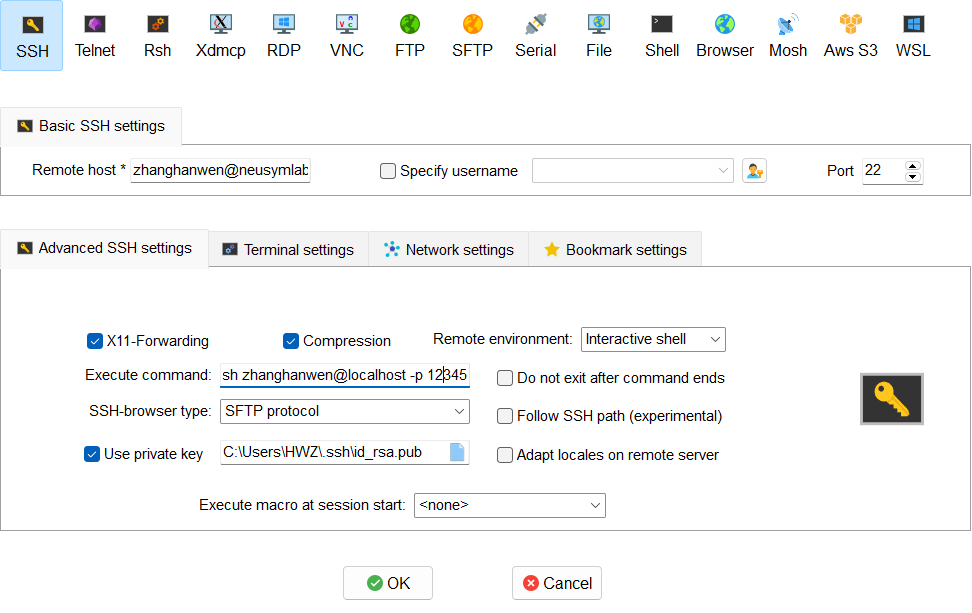 SSH Telnet Rsh Xdmcp RDP VNC FTP SFTP Serial File Shell Browser Mosh Aws S3 WSL
Basic SSH settings
Remote host * zhanghanwen@neusymlab Specify username Port 22
Advanced SSH settings Terminal settings Network settings Bookmark settings
X11-Forwarding Compression Remote environment: Interactive shell
Execute command: sh zhanghanwen@localhost -p 12345 Do not exit after command ends
SSH-browser type: SFTP protocol Follow SSH path (experimental)
Use private key C:\Users\HWZ\.ssh\id_rsa.pub Adapt locales on remote server
Execute macro at session start: <none>
OK Cancel